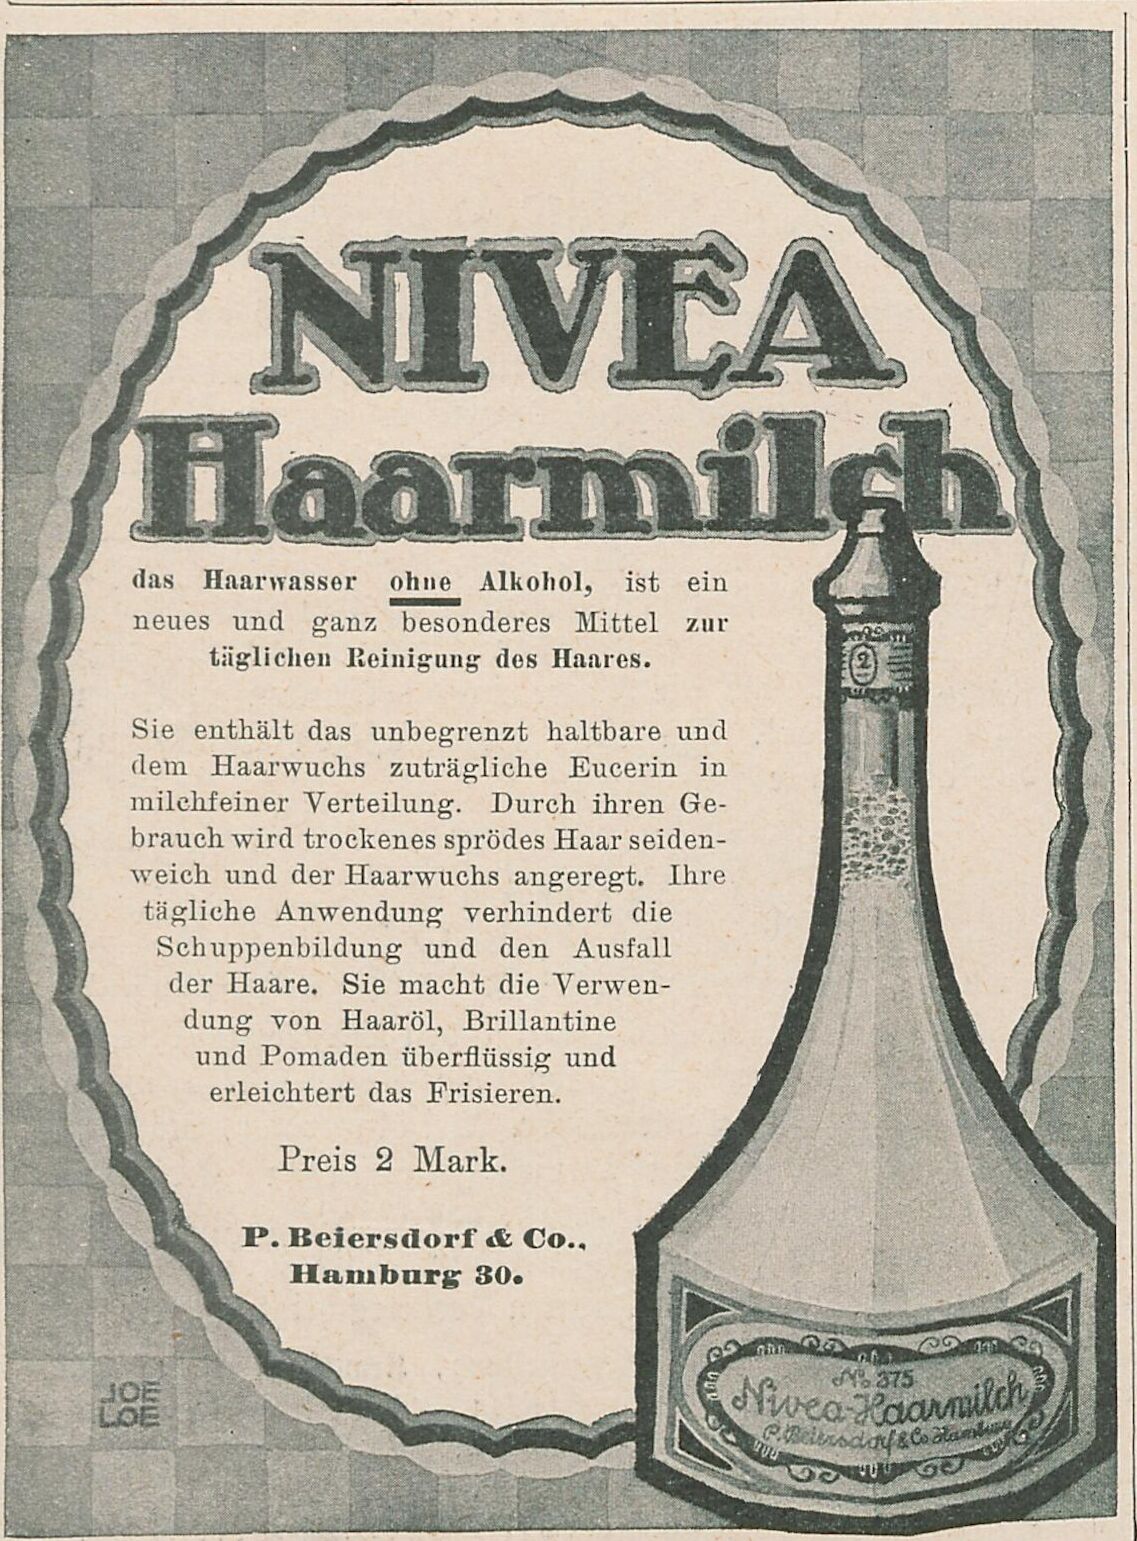 NIVEA
Haarmilch
das Haarwasser ohne Alkohol, ist ein
neues und ganz besonderes Mittel zur
täglichen Reinigung des Haares.
Sie enthält das unbegrenzt haltbare und
dem Haarwuchs zuträgliche Eucerin in
milchfeiner Verteilung. Durch ihren Ge-
brauch wird trockenes sprödes Haar seiden-
weich und der Haarwuchs angeregt. Ihre
tägliche Anwendung verhindert die
Schuppenbildung und den Ausfall
der Haare. Sie macht die Verwen-
dung von Haaröl, Brillantine
und Pomaden überflüssig und
erleichtert das Frisieren.
Preis 2 Mark.
P. Beiersdorf & Co.,
Hamburg 30.
2
No 375
Nivea-Haarmilch
P. Beiersdorf & Co Hamburg
JOE
LOE